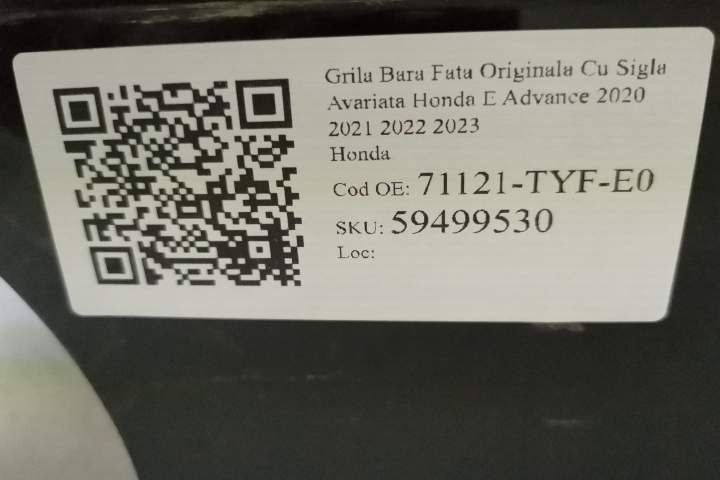 Grila Bara Fata Originala Cu Sigla
Avariata Honda E Advance 2020
2021 2022 2023
Honda
Cod OE: 71121-TYF-E0
SKU: 59499530
Loc: